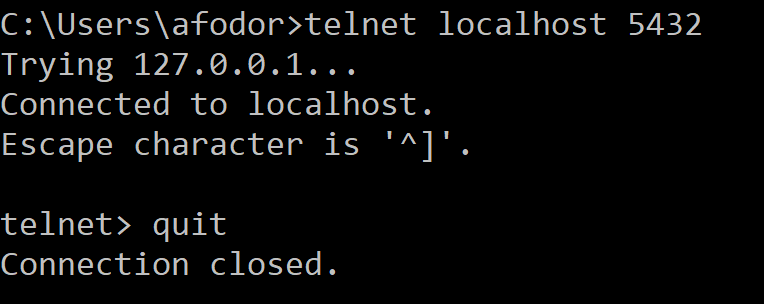 C:\Users\afodor>telnet localhost 5432
Trying 127.0.0.1...
Connected to localhost.
Escape character is '^]'.
telnet> quit
Connection closed.